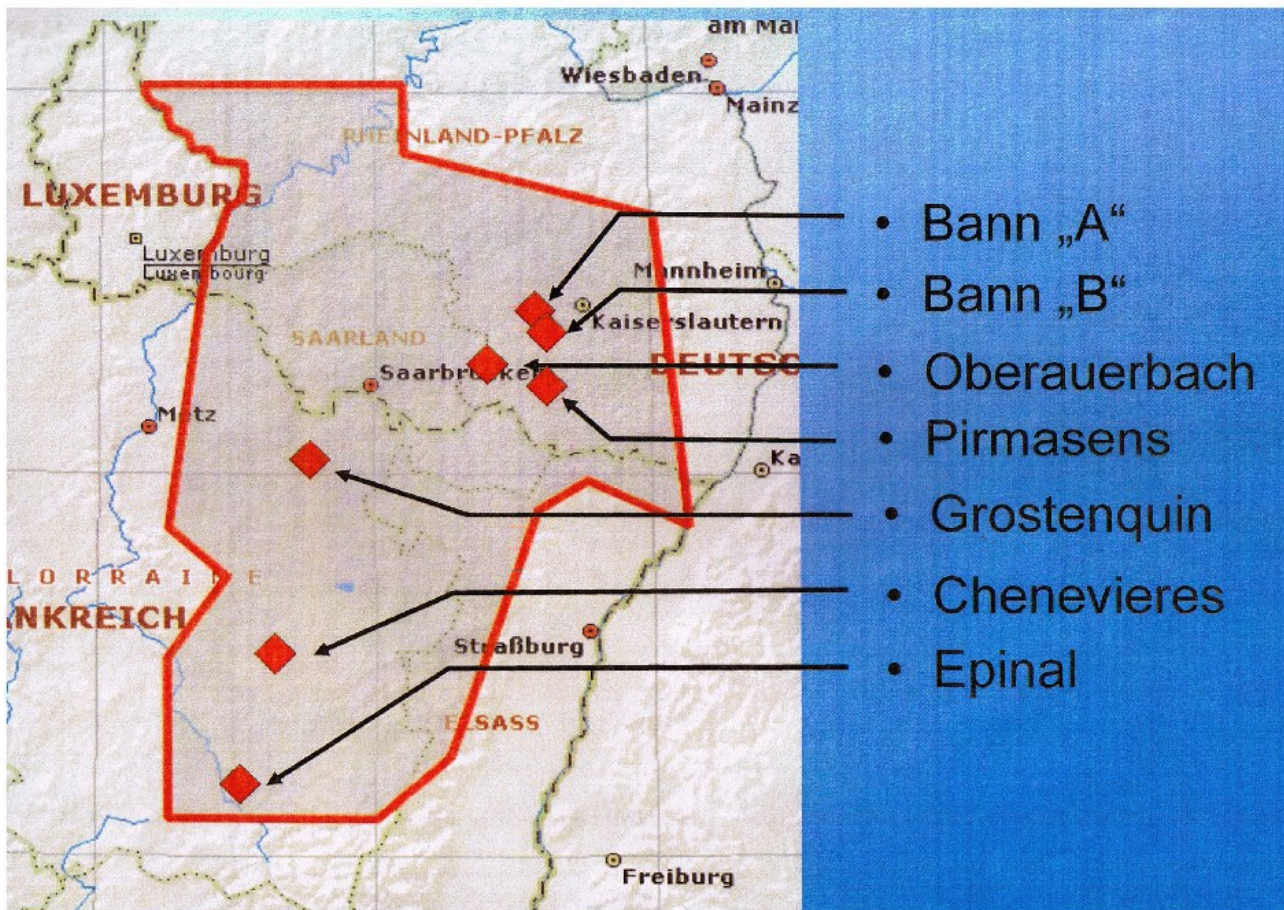 am Mai
Wiesbaden
Mainz
RHEINLAND-PFALZ
LUXEMBURG
Luxemburg
Luxembourg
Mannheim
Kaiserslautern
SAARLAND
DEUTSC
Saarbrücken
Metz
Ka
LORRAINE
NKREICH
Straßburg
ELSASS
Freiburg
• Bann „A“
• Bann „B“
• Oberauerbach
• Pirmasens
• Grostenquin
• Chenevieres
• Epinal